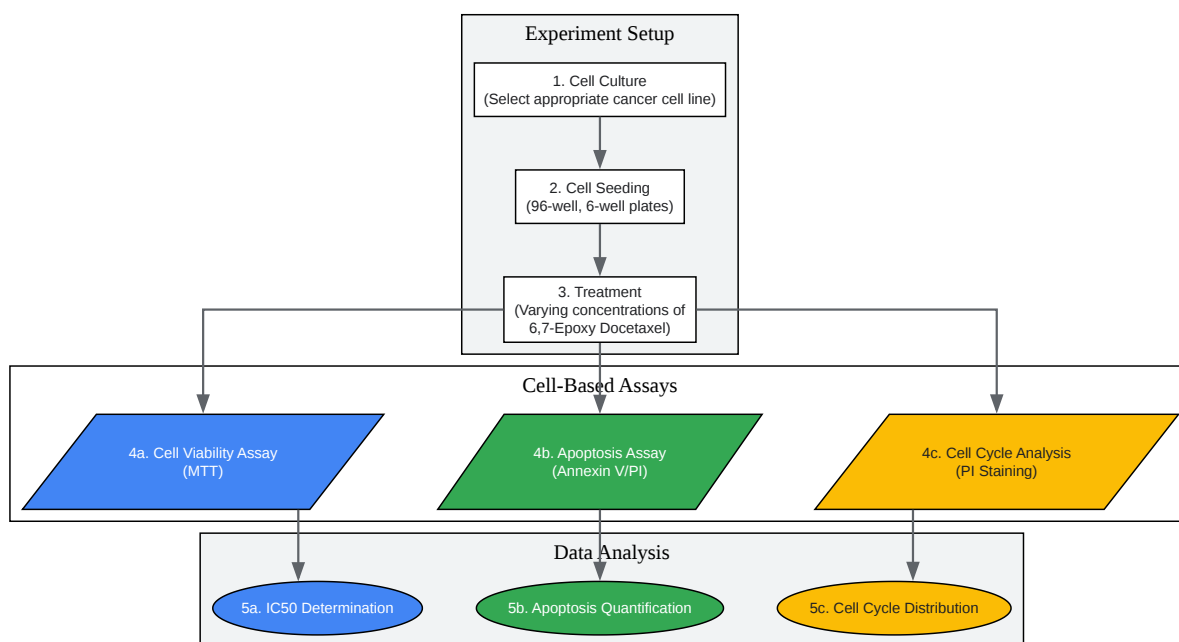 Experiment Setup
1. Cell Culture
(Select appropriate cancer cell line)
2. Cell Seeding
(96-well, 6-well plates)
3. Treatment
(Varying concentrations of
6,7-Epoxy Docetaxel)
Cell-Based Assays
4a. Cell Viability Assay
(MTT)
4b. Apoptosis Assay
(Annexin V/PI)
4c. Cell Cycle Analysis
(PI Staining)
Data Analysis
5a. IC50 Determination
5b. Apoptosis Quantification
5c. Cell Cycle Distribution